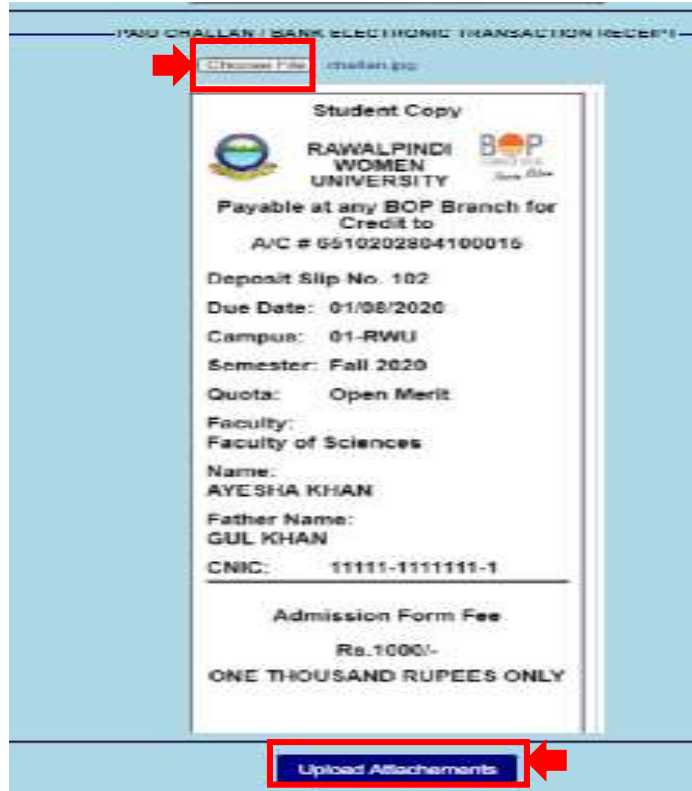 PAID CHALLAN / BANK ELECTRONIC TRANSACTION RECEIPT
Choose File challan.jpg
Student Copy
RAWALPINDI
WOMEN
UNIVERSITY
BOP
Payable at any BOP Branch for
Credit to
A/C # 6510202804100015
Deposit Slip No. 102
Due Date: 01/08/2020
Campus: 01-RWU
Semester: Fall 2020
Quota: Open Merit
Faculty:
Faculty of Sciences
Name:
AYESHA KHAN
Father Name:
GUL KHAN
CNIC: 11111-1111111-1
Admission Form Fee
Rs.1000/-
ONE THOUSAND RUPEES ONLY
Upload Attachements